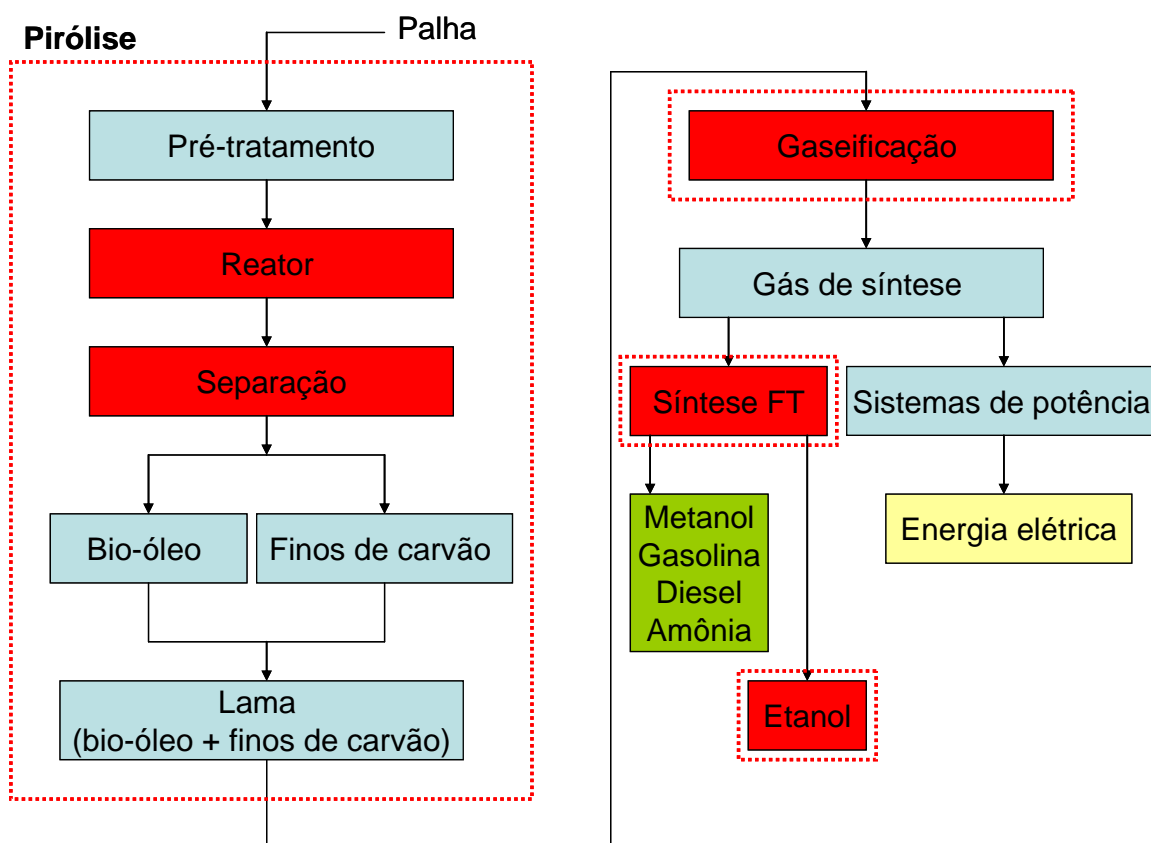 Pirólise
Palha
Pré-tratamento
Reator
Separação
Bio-óleo
Finos de carvão
Lama
(bio-óleo + finos de carvão)
Gaseificação
Gás de síntese
Síntese FT
Sistemas de potência
Metanol
Gasolina
Diesel
Amônia
Energia elétrica
Etanol